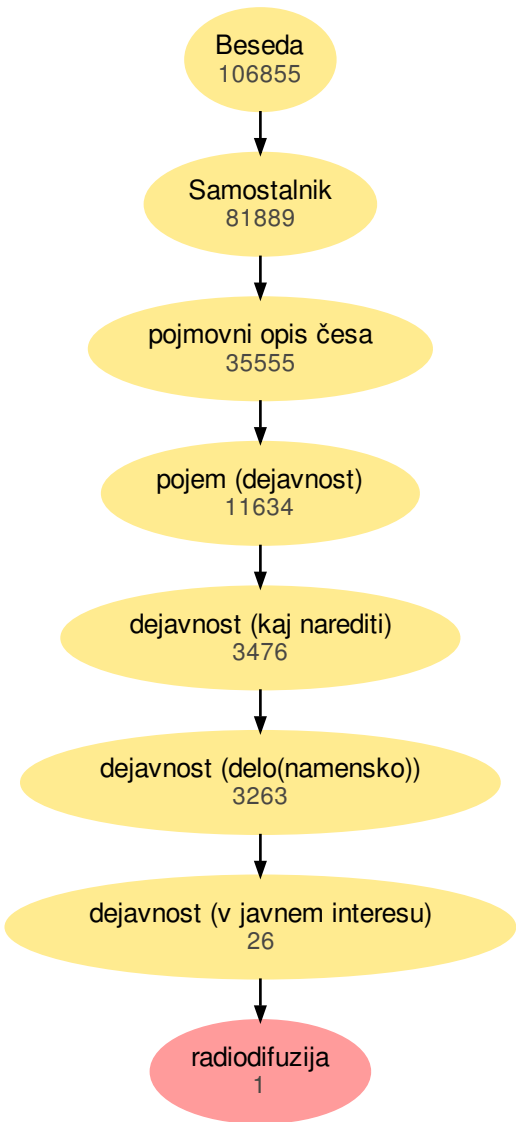 Beseda
106855
Samostalnik
81889
pojmovni opis česa
35555
pojem (dejavnost)
11634
dejavnost (kaj narediti)
3476
dejavnost (delo(namensko))
3263
dejavnost (v javnem interesu)
26
radiodifuzija
1